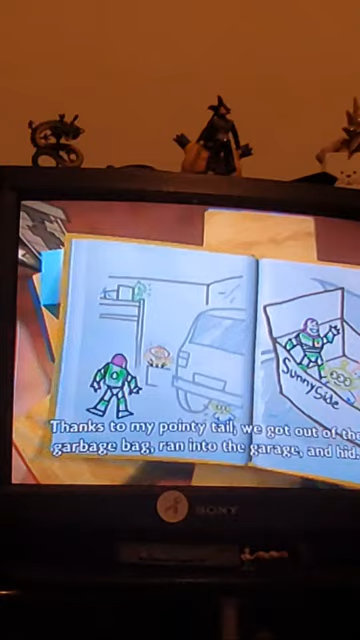 Sunnyside
Thanks to my pointy tail, we got out of the
garbage bag, ran into the garage, and hid.
SONY